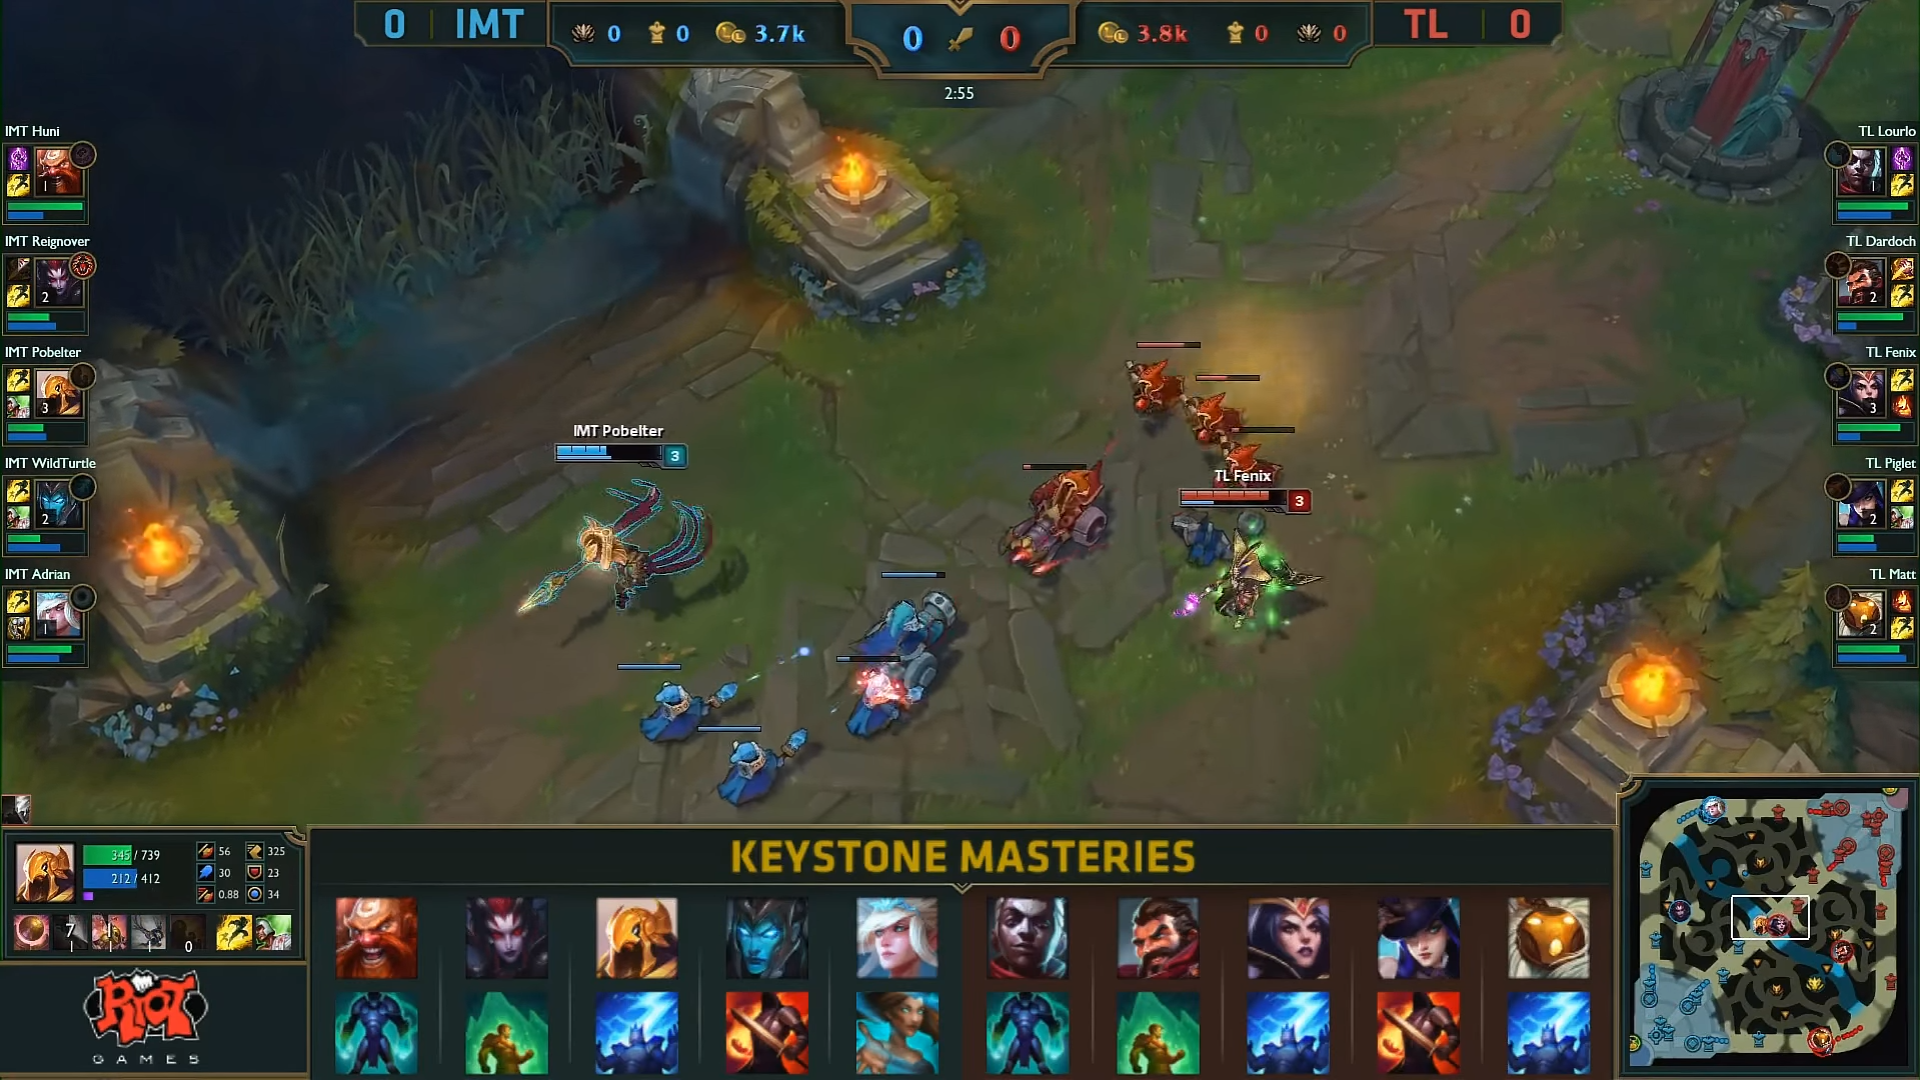 0 IMT 0 0 3.7k 0 0 3.8k 0 0 TL 0
2:55
IMT Huni
1
IMT Reignover
2
IMT Pobelter
3
IMT WildTurtle
2
IMT Adrian
1
TL Lourlo
1
TL Dardoch
2
TL Fenix
3
TL Piglet
2
TL Matt
2
IMT Pobelter
3
TL Fenix
3
345 / 739
212 / 412
56 325
30 23
0.88 34
7
1 1 1 0
KEYSTONE MASTERIES
RIOT
GAMES